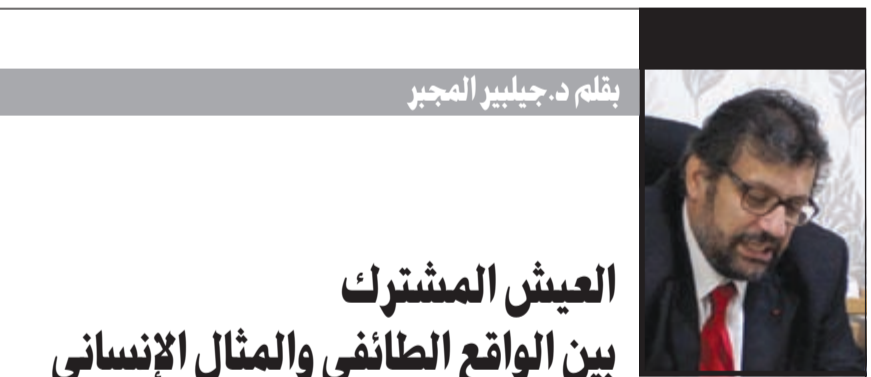 بقلم د.جيلبير المجبر
العيش المشترك
بين الواقع الطائفي والمثال الإنساني